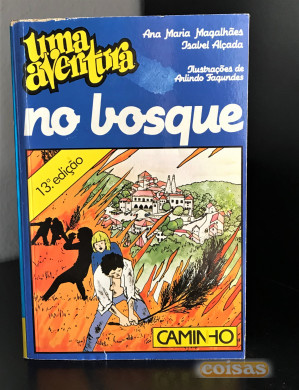 uma
aventura
Ana Maria Magalhães
Isabel Alçada
Ilustrações de
Arlindo Fagundes
no bosque
13.ª edição
CAMINHO
coisas